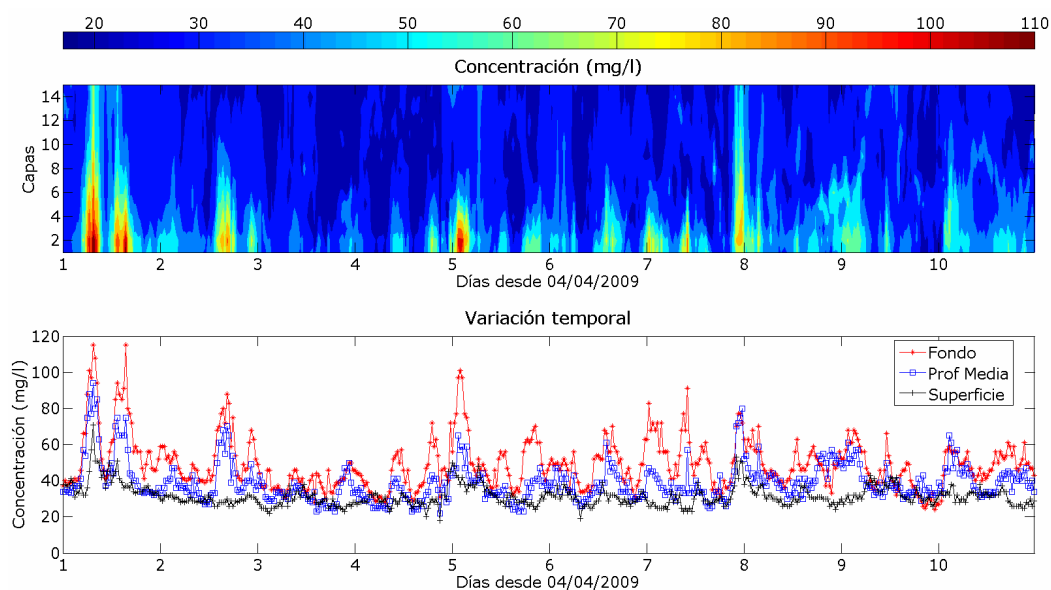 20 30 40 50 60 70 80 90 100 110
Concentración (mg/l)
14
12
10
8
6
4
2
Capas
1 2 3 4 5 6 7 8 9 10
Días desde 04/04/2009
Variación temporal
120
100
80
60
40
20
0
Concentración (mg/l)
Fondo
Prof Media
Superficie
1 2 3 4 5 6 7 8 9 10
Días desde 04/04/2009